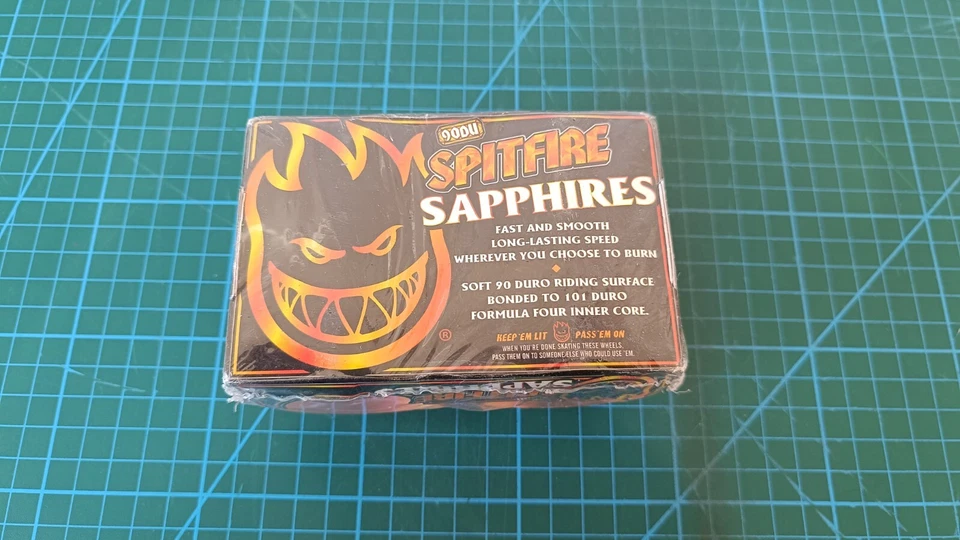 90DU
SPITFIRE
SAPPHIRES
FAST AND SMOOTH
LONG-LASTING SPEED
WHEREVER YOU CHOOSE TO BURN
SOFT 90 DURO RIDING SURFACE
BONDED TO 101 DURO
FORMULA FOUR INNER CORE.
®
KEEP 'EM LIT PASS 'EM ON
WHEN YOU'RE DONE SKATING THESE WHEELS,
PASS THEM ON TO SOMEONE ELSE WHO COULD USE 'EM.